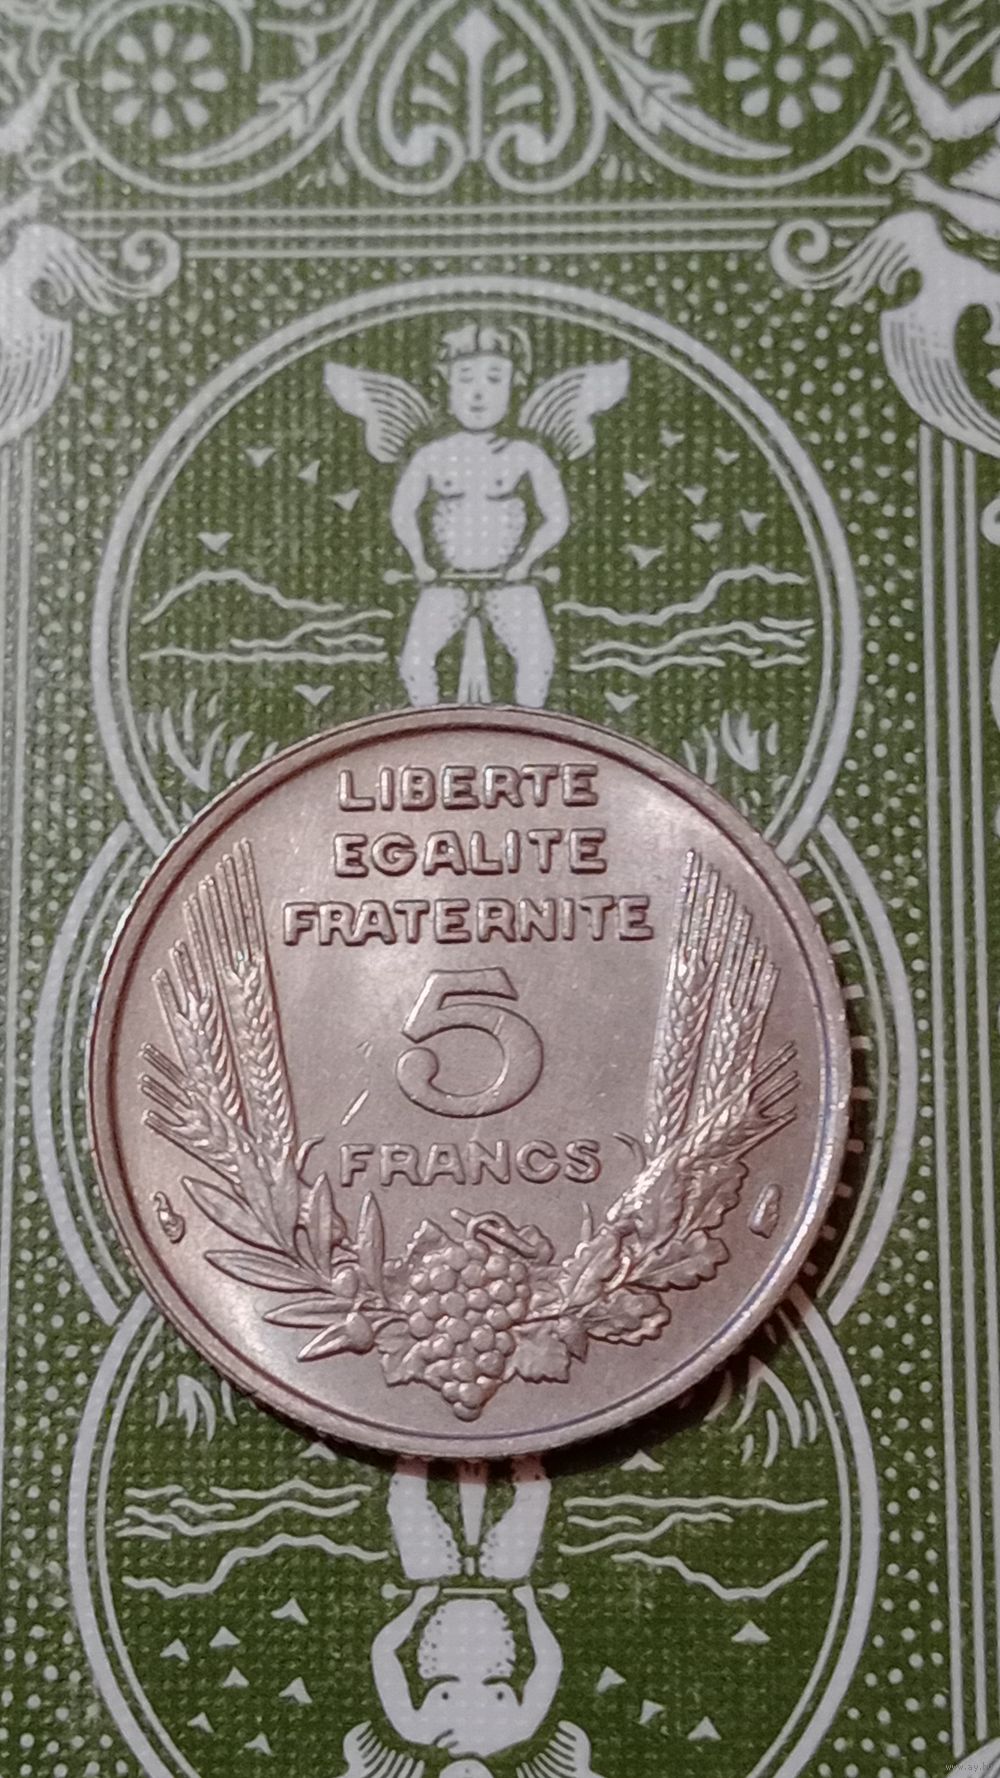 LIBERTE
EGALITE
FRATERNITE
5
(FRANCS)